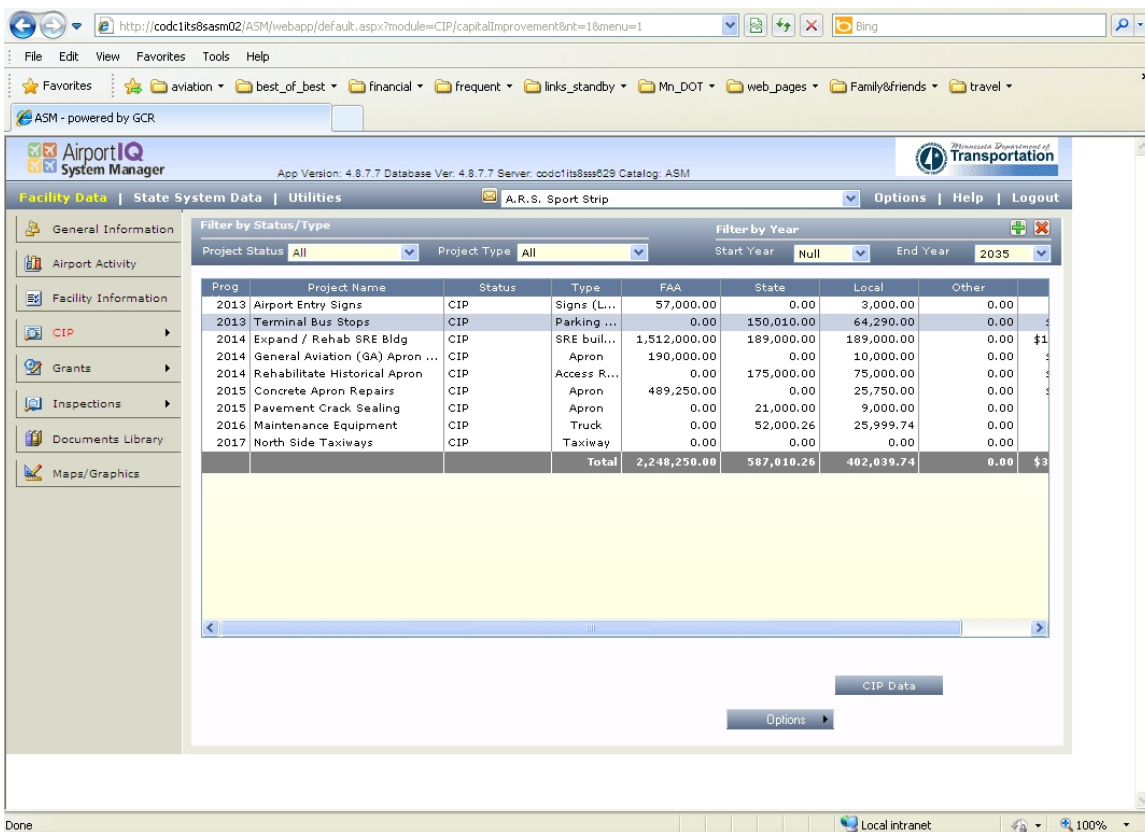 http://codc1its8sasm02/ASM/webapp/default.aspx?module=CIP/capitalImprovement&nt=1&menu=1 Bing
File Edit View Favorites Tools Help
Favorites aviation best_of_best financial frequent links_standby Mn_DOT web_pages Family&friends travel
ASM - powered by GCR
AirportIQ
System Manager
Minnesota Department of
Transportation
App Version: 4.8.7.7 Database Ver: 4.8.7.7 Server: codc1its8sss629 Catalog: ASM
Facility Data | State System Data | Utilities A.R.S. Sport Strip Options | Help | Logout
General Information
Airport Activity
Facility Information
CIP
Grants
Inspections
Documents Library
Maps/Graphics
Filter by Status/Type Filter by Year
Project Status All Project Type All Start Year Null End Year 2035
Prog Project Name Status Type FAA State Local Other
2013 Airport Entry Signs CIP Signs (L... 57,000.00 0.00 3,000.00 0.00
2013 Terminal Bus Stops CIP Parking ... 0.00 150,010.00 64,290.00 0.00
2014 Expand / Rehab SRE Bldg CIP SRE buil... 1,512,000.00 189,000.00 189,000.00 0.00 $1
2014 General Aviation (GA) Apron ... CIP Apron 190,000.00 0.00 10,000.00 0.00
2014 Rehabilitate Historical Apron CIP Access R... 0.00 175,000.00 75,000.00 0.00
2015 Concrete Apron Repairs CIP Apron 489,250.00 0.00 25,750.00 0.00
2015 Pavement Crack Sealing CIP Apron 0.00 21,000.00 9,000.00 0.00
2016 Maintenance Equipment CIP Truck 0.00 52,000.26 25,999.74 0.00
2017 North Side Taxiways CIP Taxiway 0.00 0.00 0.00 0.00
Total 2,248,250.00 587,010.26 402,039.74 0.00 $3
CIP Data
Options
Done Local intranet 100%